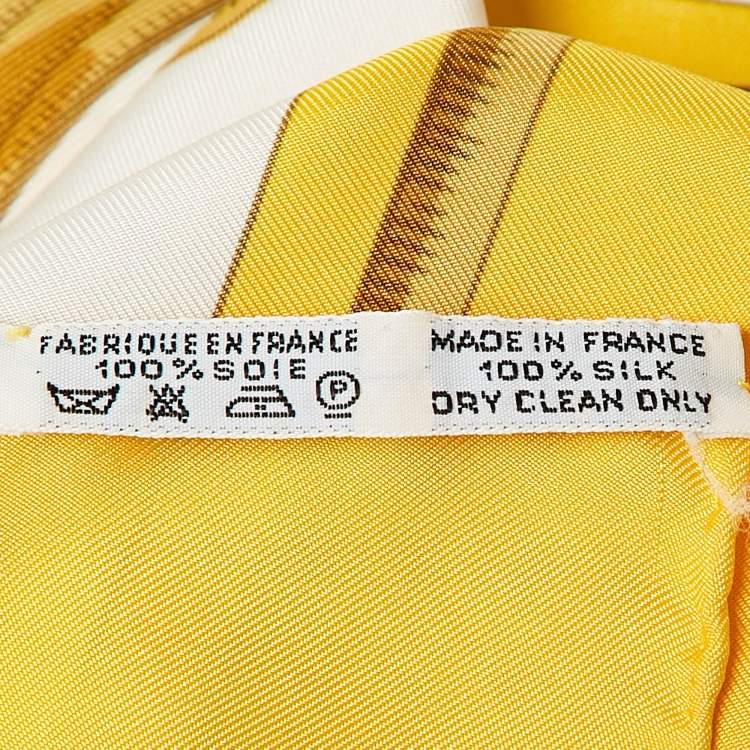 FABRIQUE EN FRANCE
100% SOIE
P
MADE IN FRANCE
100% SILK
DRY CLEAN ONLY